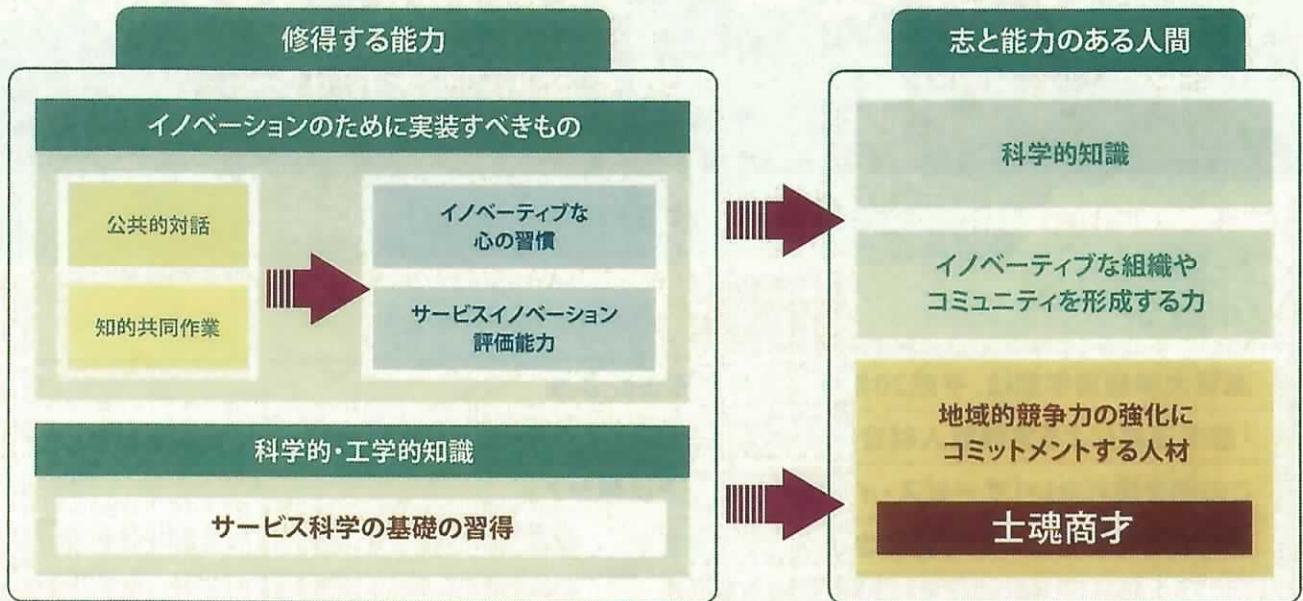 修得する能力
イノベーションのために実装すべきもの
公共的対話
知的共同作業
イノベーティブな
心の習慣
サービスイノベーション
評価能力
科学的・工学的知識
サービス科学の基礎の習得
志と能力のある人間
科学的知識
イノベーティブな組織や
コミュニティを形成する力
地域的競争力の強化に
コミットメントする人材
士魂商才